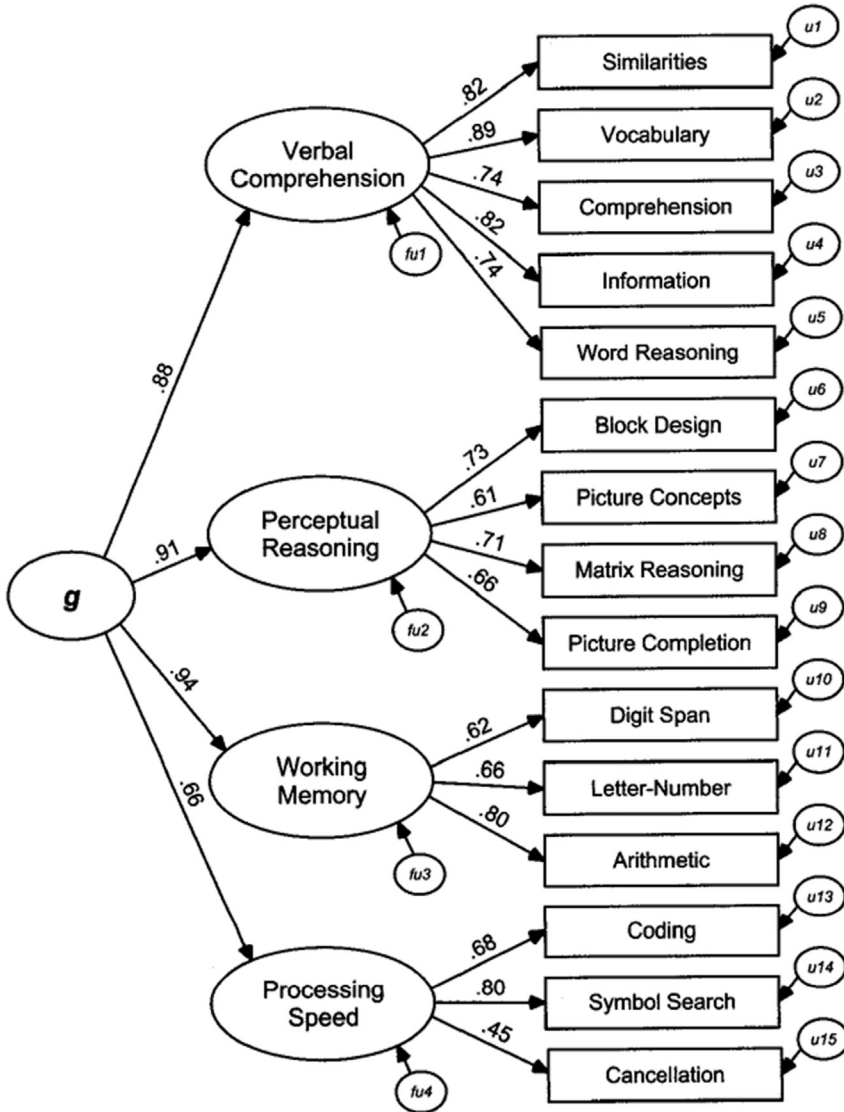 u1
Similarities
.82
u2
Verbal
Comprehension
.89
Vocabulary
.74
u3
Comprehension
.82
fu1
u4
Information
.74
u5
Word Reasoning
.88
u6
Block Design
.73
u7
.61
Picture Concepts
Perceptual
Reasoning
.91
.71
u8
Matrix Reasoning
.66
g
fu2
u9
Picture Completion
.94
u10
Digit Span
.62
u11
Working
Memory
.66
Letter-Number
.66
.80
u12
Arithmetic
fu3
u13
Coding
.68
u14
Processing
Speed
.80
Symbol Search
.45
u15
Cancellation
fu4